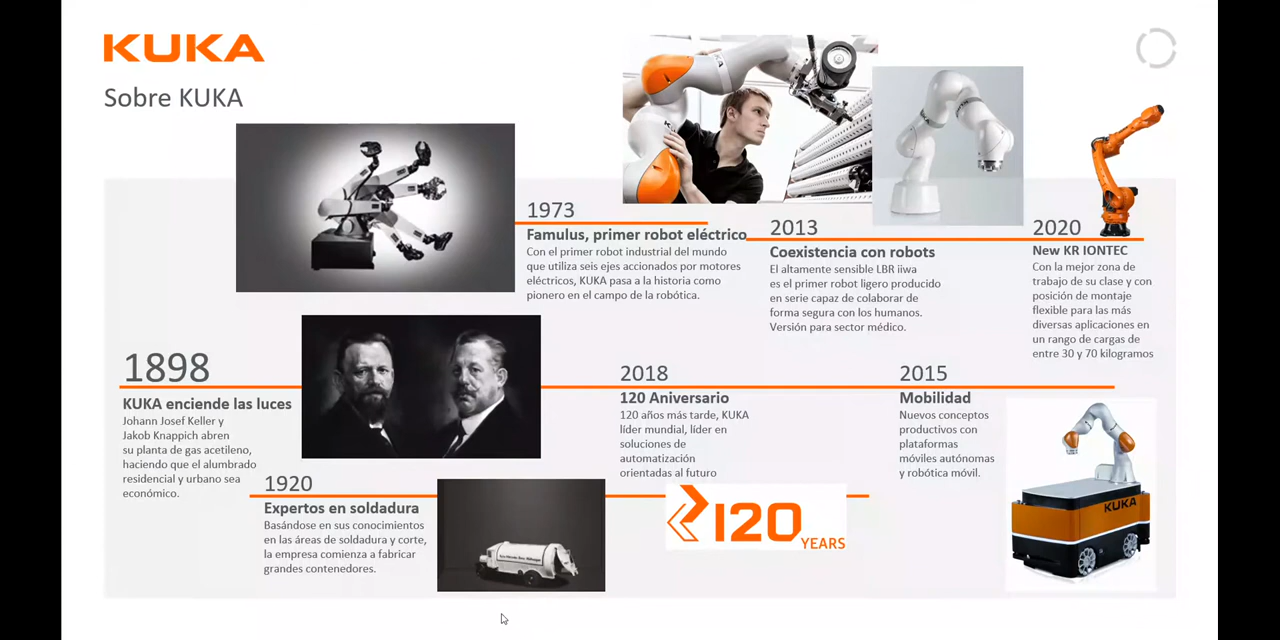 KUKA
Sobre KUKA
1973
Famulus, primer robot eléctrico
Con el primer robot industrial del mundo
que utiliza seis ejes accionados por motores
eléctricos, KUKA pasa a la historia como
pionero en el campo de la robótica.
2013
Coexistencia con robots
El altamente sensible LBR iiwa
es el primer robot ligero producido
en serie capaz de colaborar de
forma segura con los humanos.
Versión para sector médico.
2020
New KR IONTEC
Con la mejor zona de
trabajo de su clase y con
posición de montaje
flexible para las más
diversas aplicaciones en
un rango de cargas de
entre 30 y 70 kilogramos
1898
KUKA enciende las luces
Johann Josef Keller y
Jakob Knappich abren
su planta de gas acetileno,
haciendo que el alumbrado
residencial y urbano sea
económico.
2018
120 Aniversario
120 años más tarde, KUKA
líder mundial, líder en
soluciones de
automatización
orientadas al futuro
2015
Mobilidad
Nuevos conceptos
productivos con
plataformas
móviles autónomas
y robótica móvil.
1920
Expertos en soldadura
Basándose en sus conocimientos
en las áreas de soldadura y corte,
la empresa comienza a fabricar
grandes contenedores.
120
YEARS
KUKA